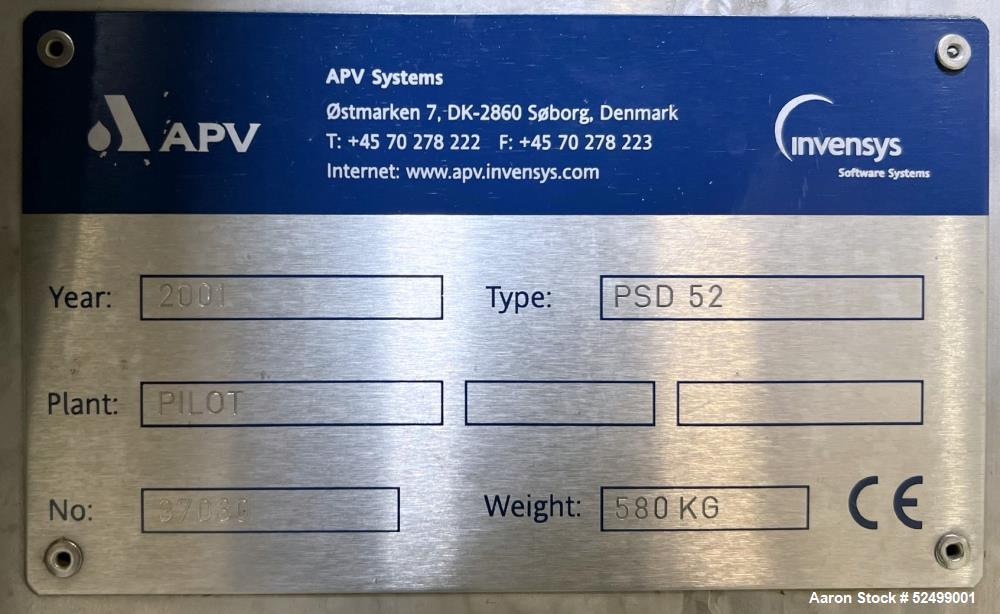 APV
APV Systems
Østmarken 7, DK-2860 Søborg, Denmark
T: +45 70 278 222 F: +45 70 278 223
Internet: www.apv.invensys.com
invensys
Software Systems
Year: 2001 Type: PSD 52
Plant: PILOT
No: Weight: 580 KG CE
Aaron Stock # 52499001